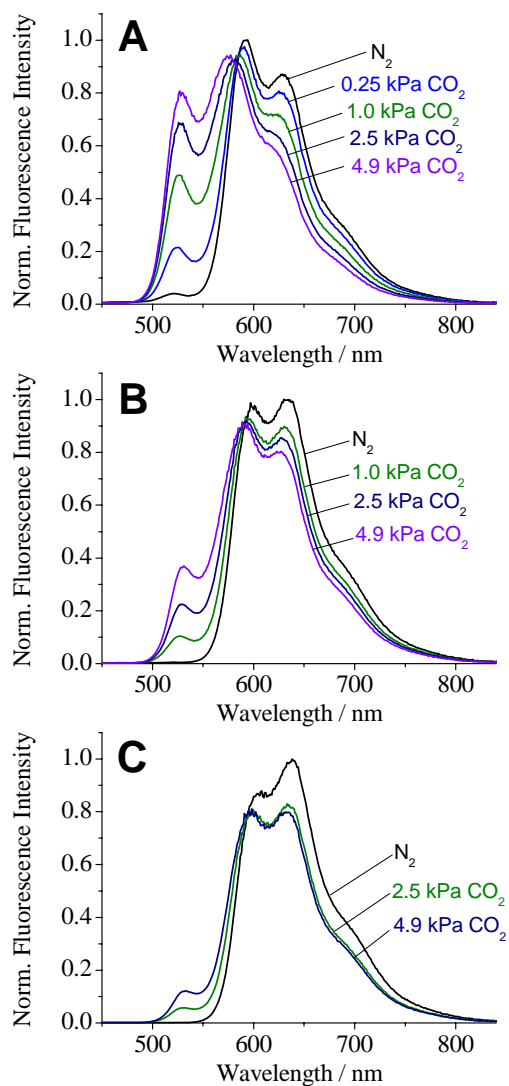 A
Norm. Fluorescence Intensity
1.0
0.8
0.6
0.4
0.2
0.0
N₂
0.25 kPa CO₂
1.0 kPa CO₂
2.5 kPa CO₂
4.9 kPa CO₂
500 600 700 800
Wavelength / nm
B
Norm. Fluorescence Intensity
1.0
0.8
0.6
0.4
0.2
0.0
N₂
1.0 kPa CO₂
2.5 kPa CO₂
4.9 kPa CO₂
500 600 700 800
Wavelength / nm
C
Norm. Fluorescence Intensity
1.0
0.8
0.6
0.4
0.2
0.0
N₂
2.5 kPa CO₂
4.9 kPa CO₂
500 600 700 800
Wavelength / nm